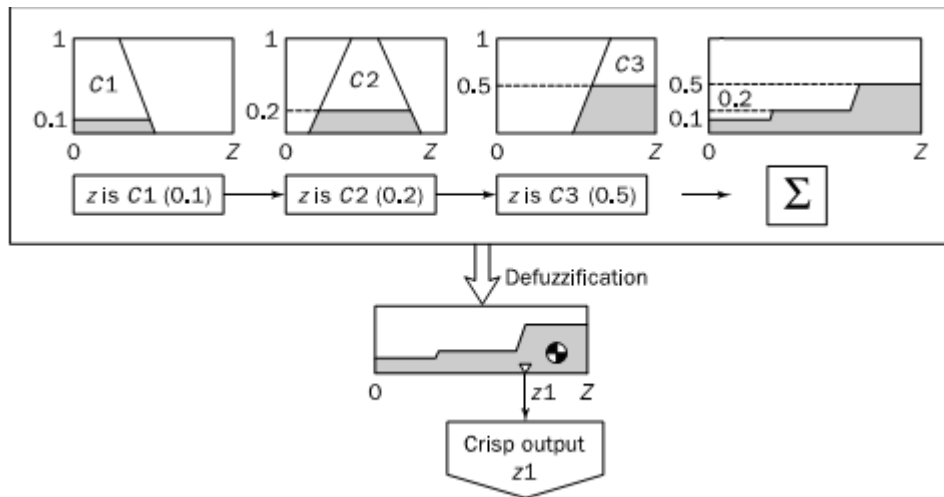 1
C1
0.1
0
Z
1
C2
0.2
0
Z
1
C3
0.5
0
Z
0.5
0.2
0.1
0
Z
z is C1 (0.1)
z is C2 (0.2)
z is C3 (0.5)
Σ
Defuzzification
0
z1
Z
Crisp output
z1